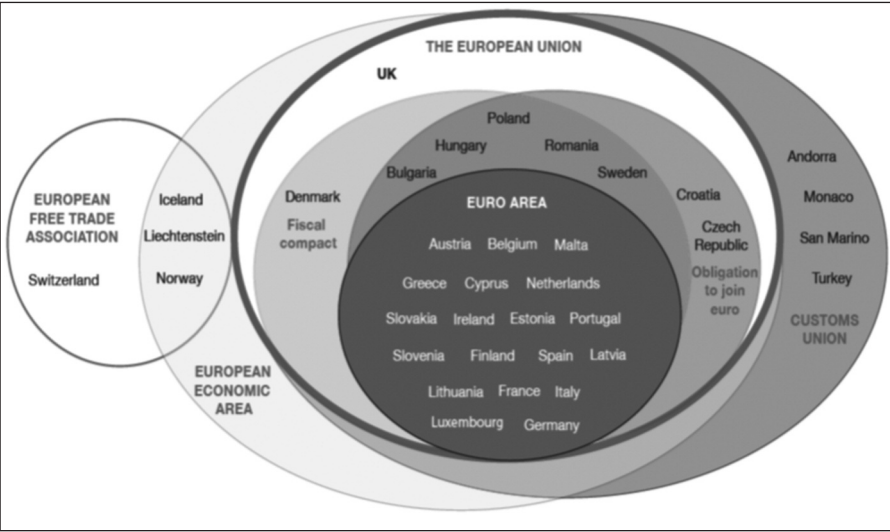 THE EUROPEAN UNION
UK
Poland
Hungary Romania
Bulgaria Sweden
EUROPEAN
FREE TRADE
ASSOCIATION
Switzerland
Iceland
Liechtenstein
Norway
EUROPEAN
ECONOMIC
AREA
Denmark
Fiscal
compact
EURO AREA
Austria Belgium Malta
Greece Cyprus Netherlands
Slovakia Ireland Estonia Portugal
Slovenia Finland Spain Latvia
Lithuania France Italy
Luxembourg Germany
Croatia
Czech
Republic
Obligation
to join
euro
Andorra
Monaco
San Marino
Turkey
CUSTOMS
UNION